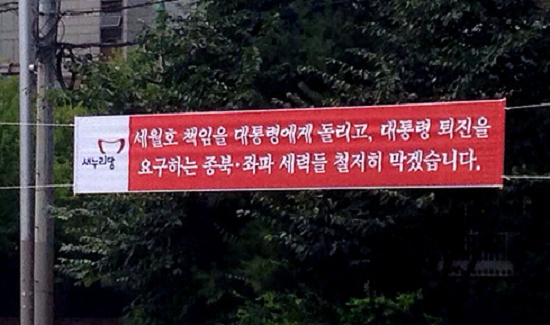 새누리당
세월호 책임을 대통령에게 돌리고, 대통령 퇴진을
요구하는 종북·좌파 세력들 철저히 막겠습니다.